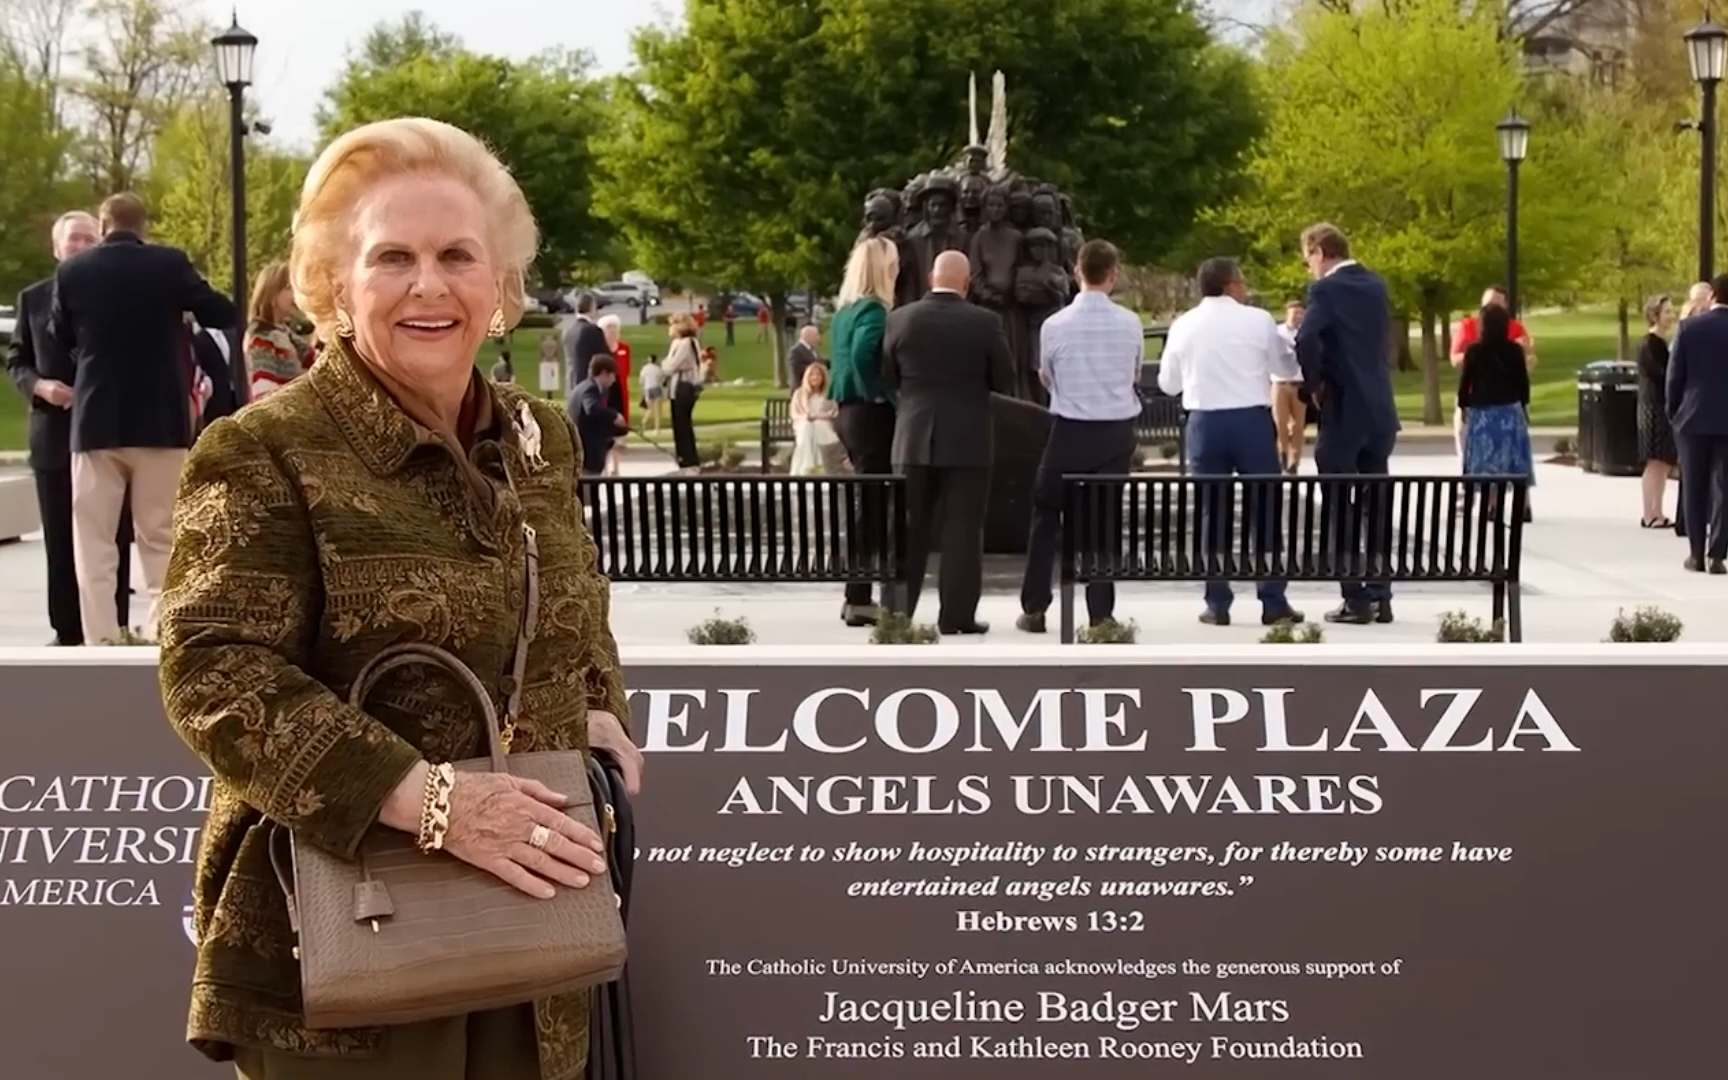 WELCOME PLAZA
ANGELS UNAWARES
not neglect to show hospitality to strangers, for thereby some have
entertained angels unawares.”
Hebrews 13:2
The Catholic University of America acknowledges the generous support of
Jacqueline Badger Mars
The Francis and Kathleen Rooney Foundation
CATHOL
NIVERSI
MERICA